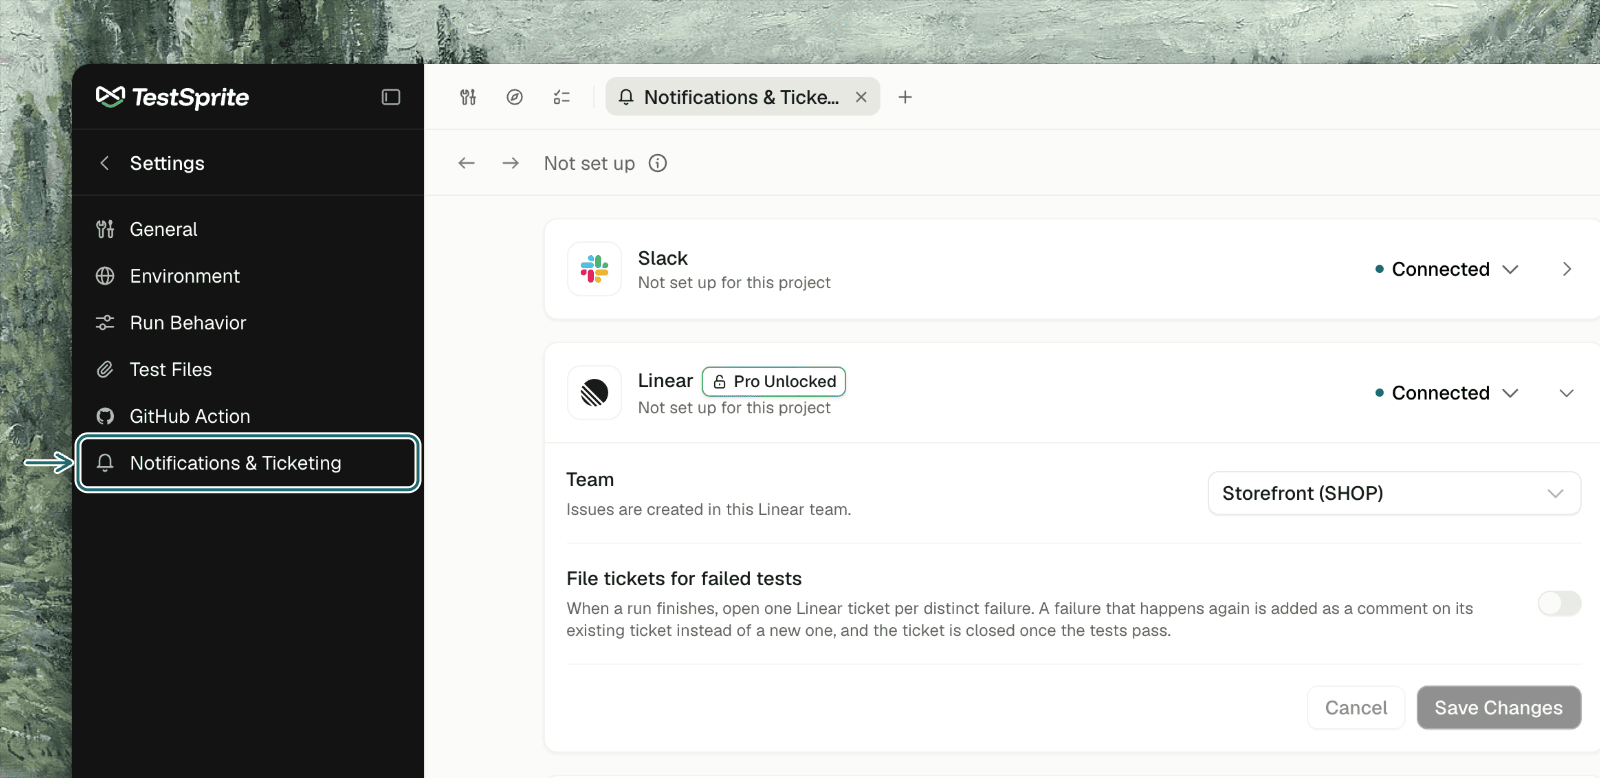 TestSprite
Notifications & Ticke...
Settings
Not set up
General
Environment
Run Behavior
Test Files
GitHub Action
Notifications & Ticketing
Slack
Not set up for this project
Connected
Linear
Pro Unlocked
Not set up for this project
Connected
Team
Issues are created in this Linear team.
Storefront (SHOP)
File tickets for failed tests
When a run finishes, open one Linear ticket per distinct failure. A failure that happens again is added as a comment on its
existing ticket instead of a new one, and the ticket is closed once the tests pass.
Cancel
Save Changes